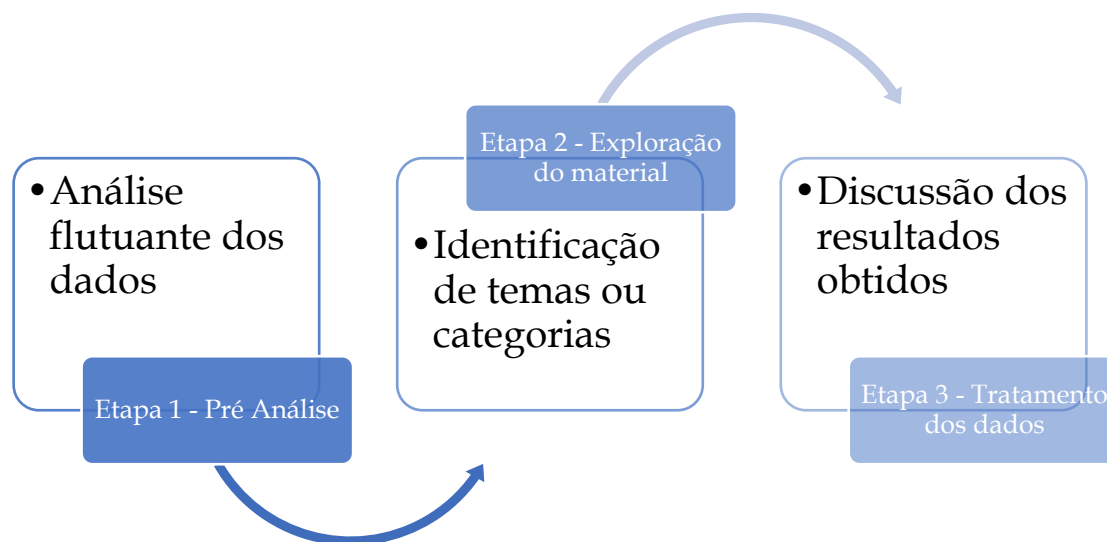 •Análise
flutuante dos
dados
Etapa 1 - Pré Análise
Etapa 2 - Exploração
do material
•Identificação
de temas ou
categorias
•Discussão dos
resultados
obtidos
Etapa 3 - Tratamento
dos dados